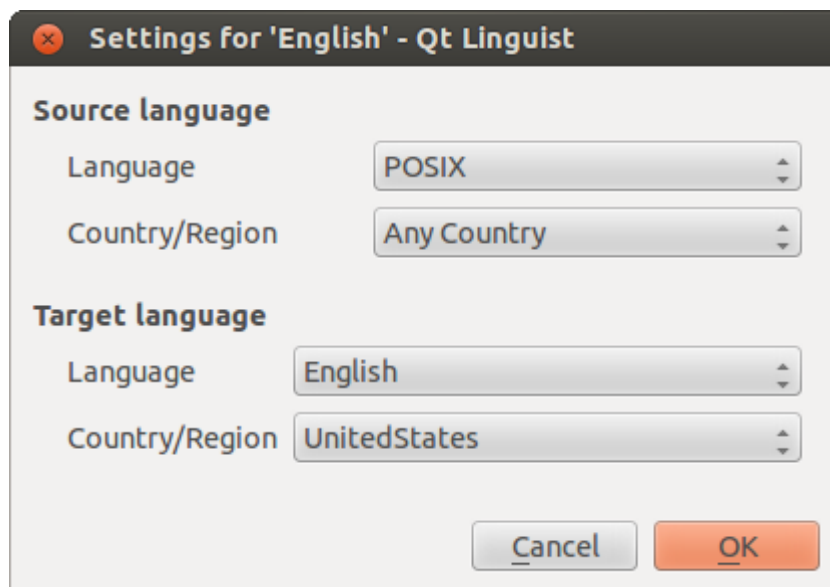 Settings for 'English' - Qt Linguist
Source language
Language POSIX
Country/Region Any Country
Target language
Language English
Country/Region UnitedStates
Cancel OK